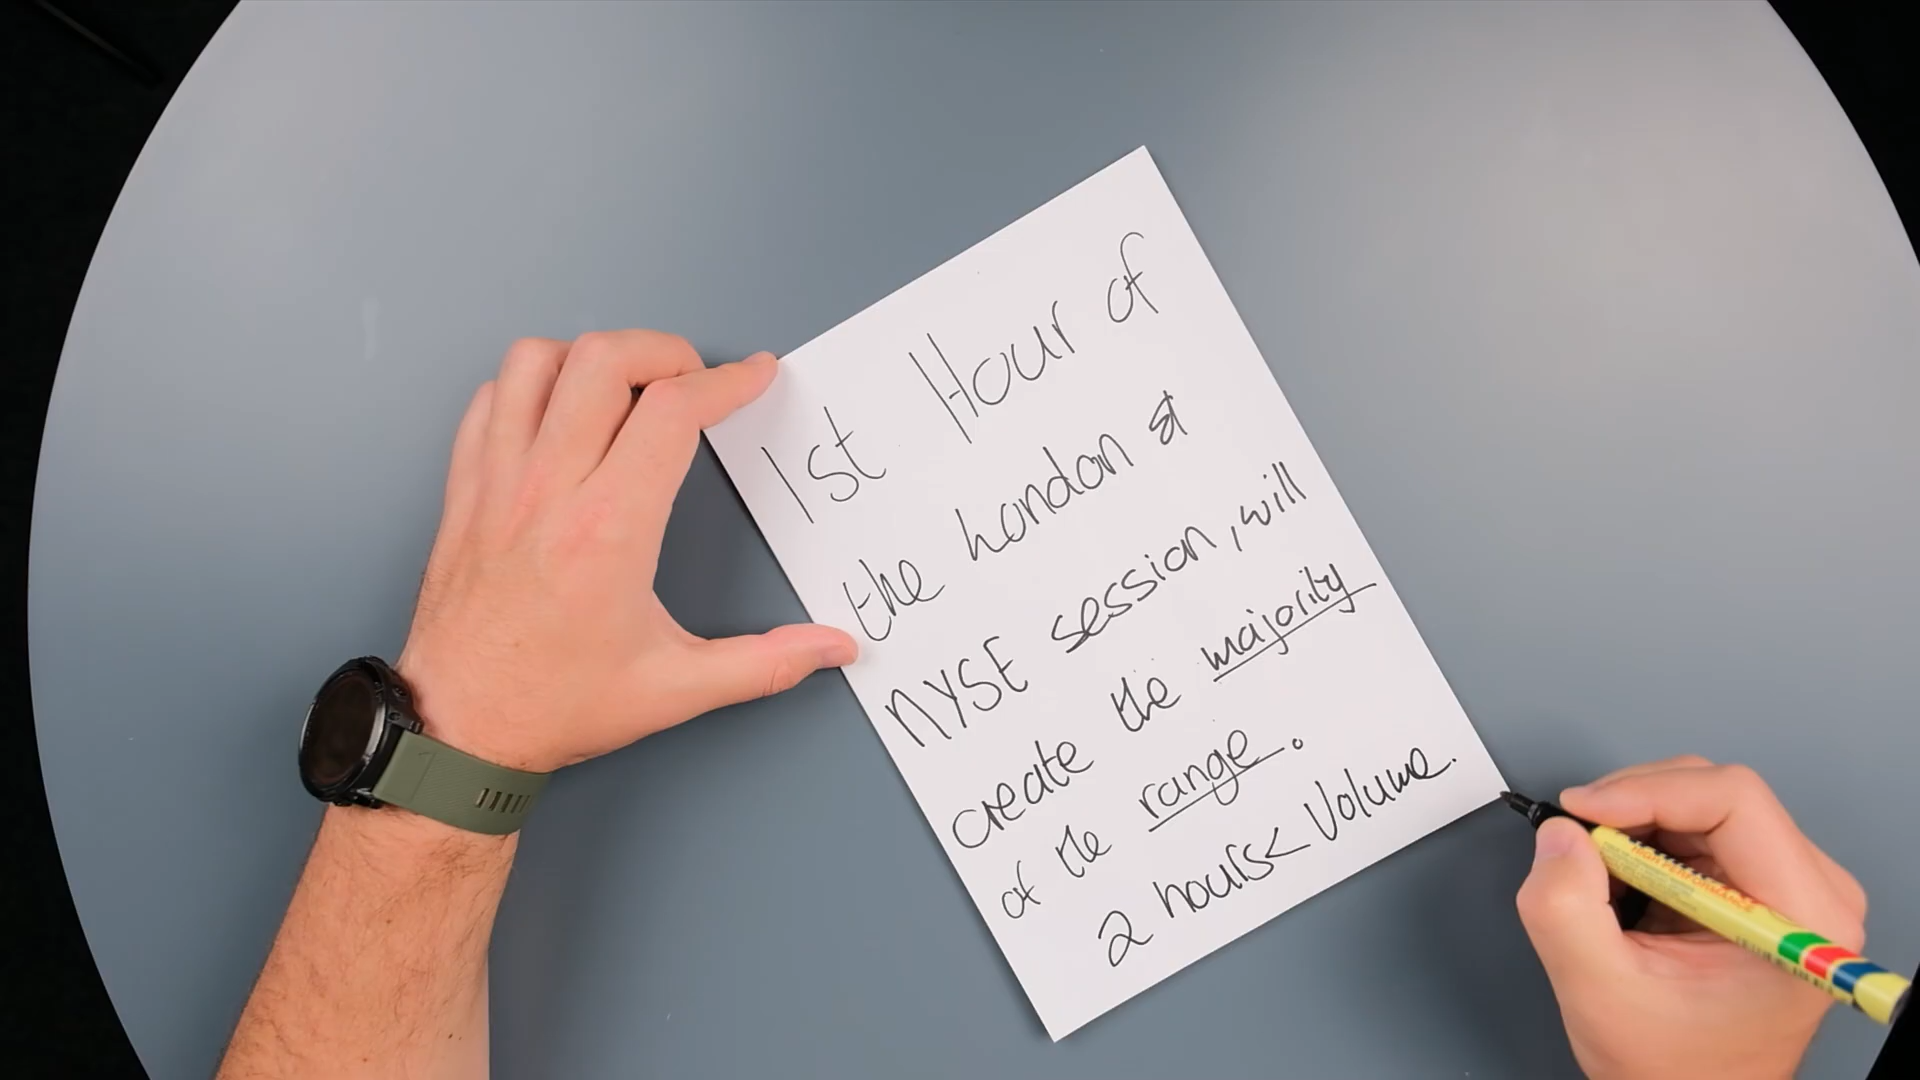 1st Hour of
the London &
NYSE session, will
create the majority
of the range.
2 hours < Volume.